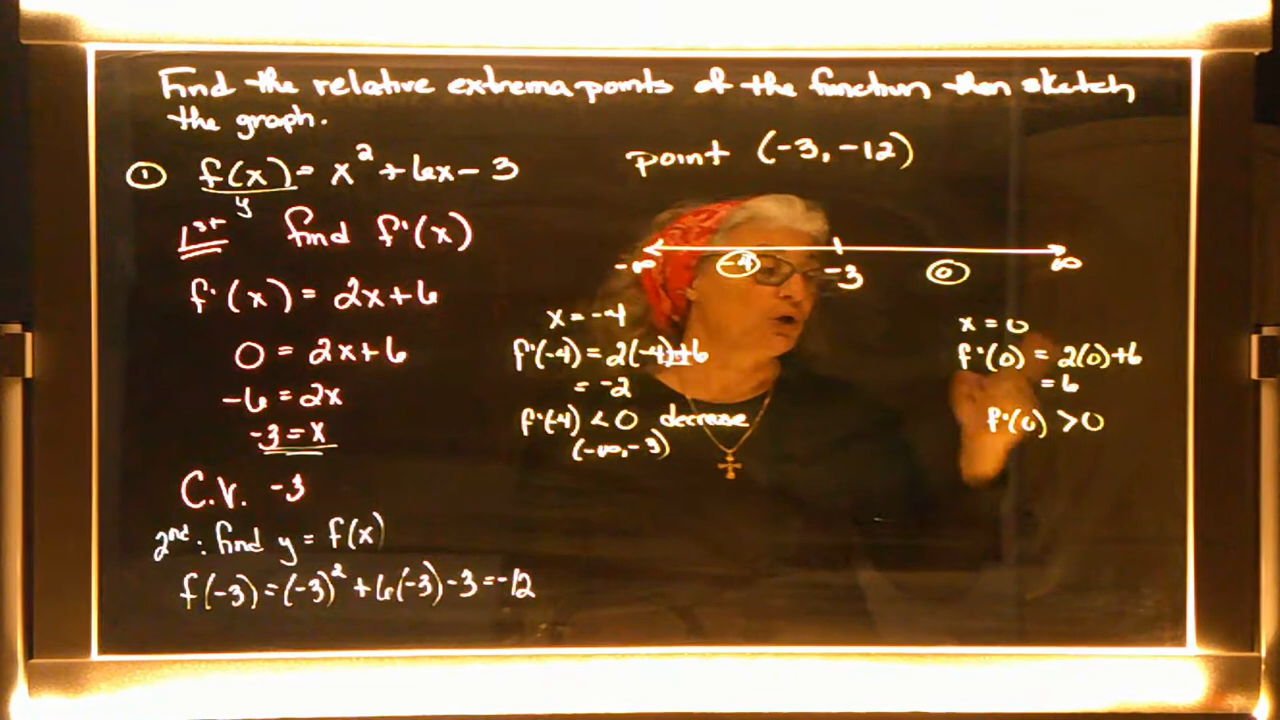 Find the relative extrema points of the function then sketch
the graph.
① f(x) = x² + 6x - 3
y
1st find f'(x)
f'(x) = 2x+6
0 = 2x+6
-6 = 2x
-3 = x
C.V. -3
2nd: find y = f(x)
f(-3) = (-3)² + 6(-3) - 3 = -12
point (-3, -12)
-∞ -4 -3 0 ∞
x = -4
f'(-4) = 2(-4)+6
= -2
f'(-4) < 0 decrease
(-∞, -3)
x = 0
f'(0) = 2(0)+6
= 6
f'(0) > 0